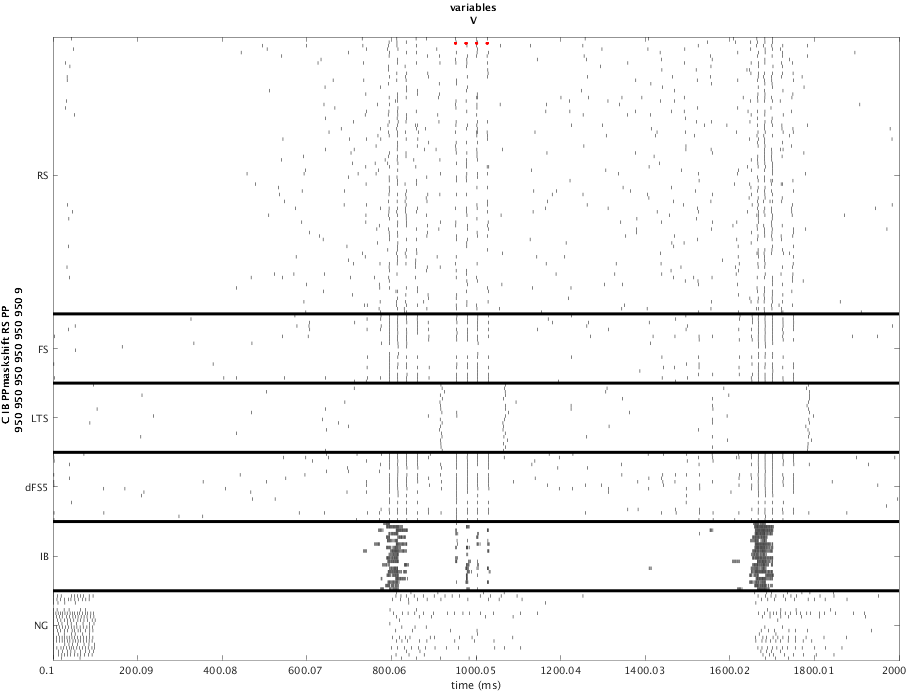 variables
V
C IB PPmaskshift RS PP
950 950 950 950 950 950 950 9
RS
FS
LTS
dFS5
IB
NG
0.1 200.09 400.08 600.07 800.06 1000.05 1200.04 1400.03 1600.02 1800.01 2000
time (ms)